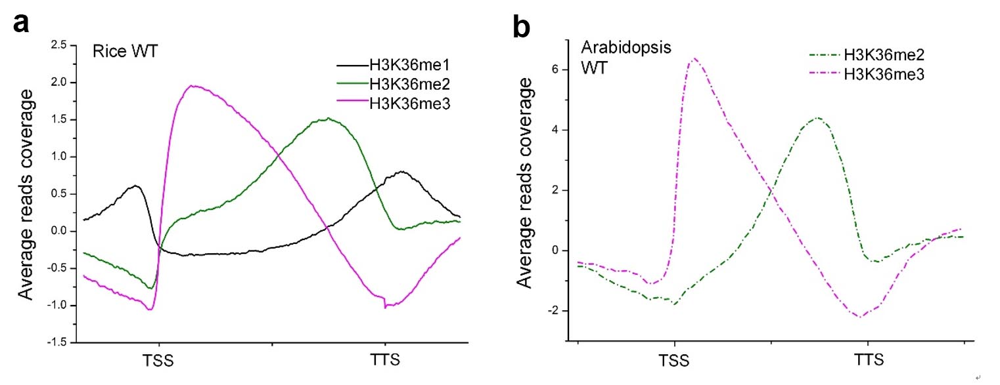 a
Rice WT
H3K36me1
H3K36me2
H3K36me3
Average reads coverage
2.5
2.0
1.5
1.0
0.5
0.0
-0.5
-1.0
-1.5
TSS
TTS
b
Arabidopsis
WT
H3K36me2
H3K36me3
Average reads coverage
6
4
2
0
-2
TSS
TTS